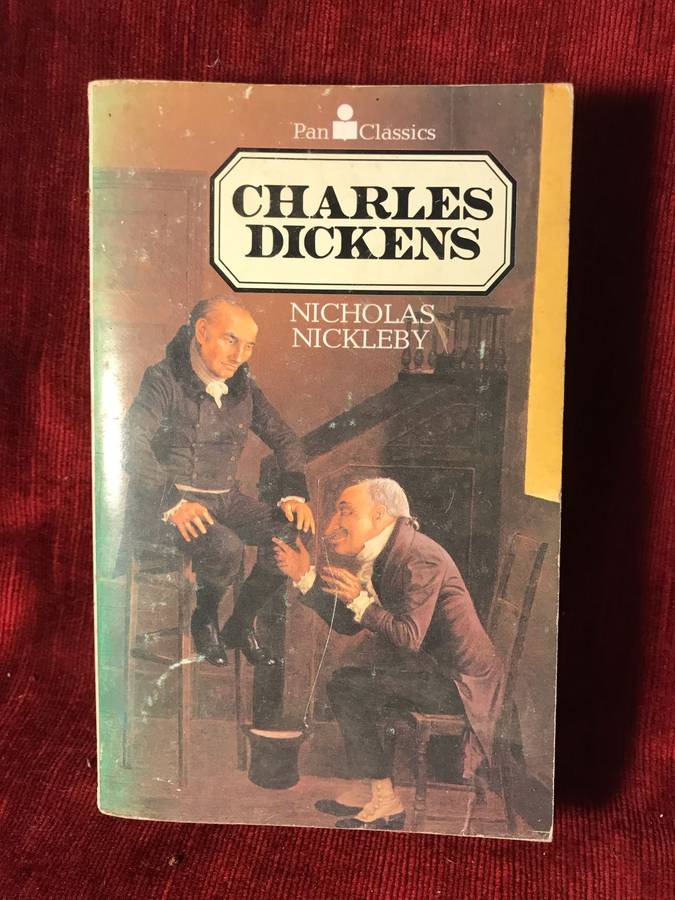 Pan Classics
CHARLES
DICKENS
NICHOLAS
NICKLEBY